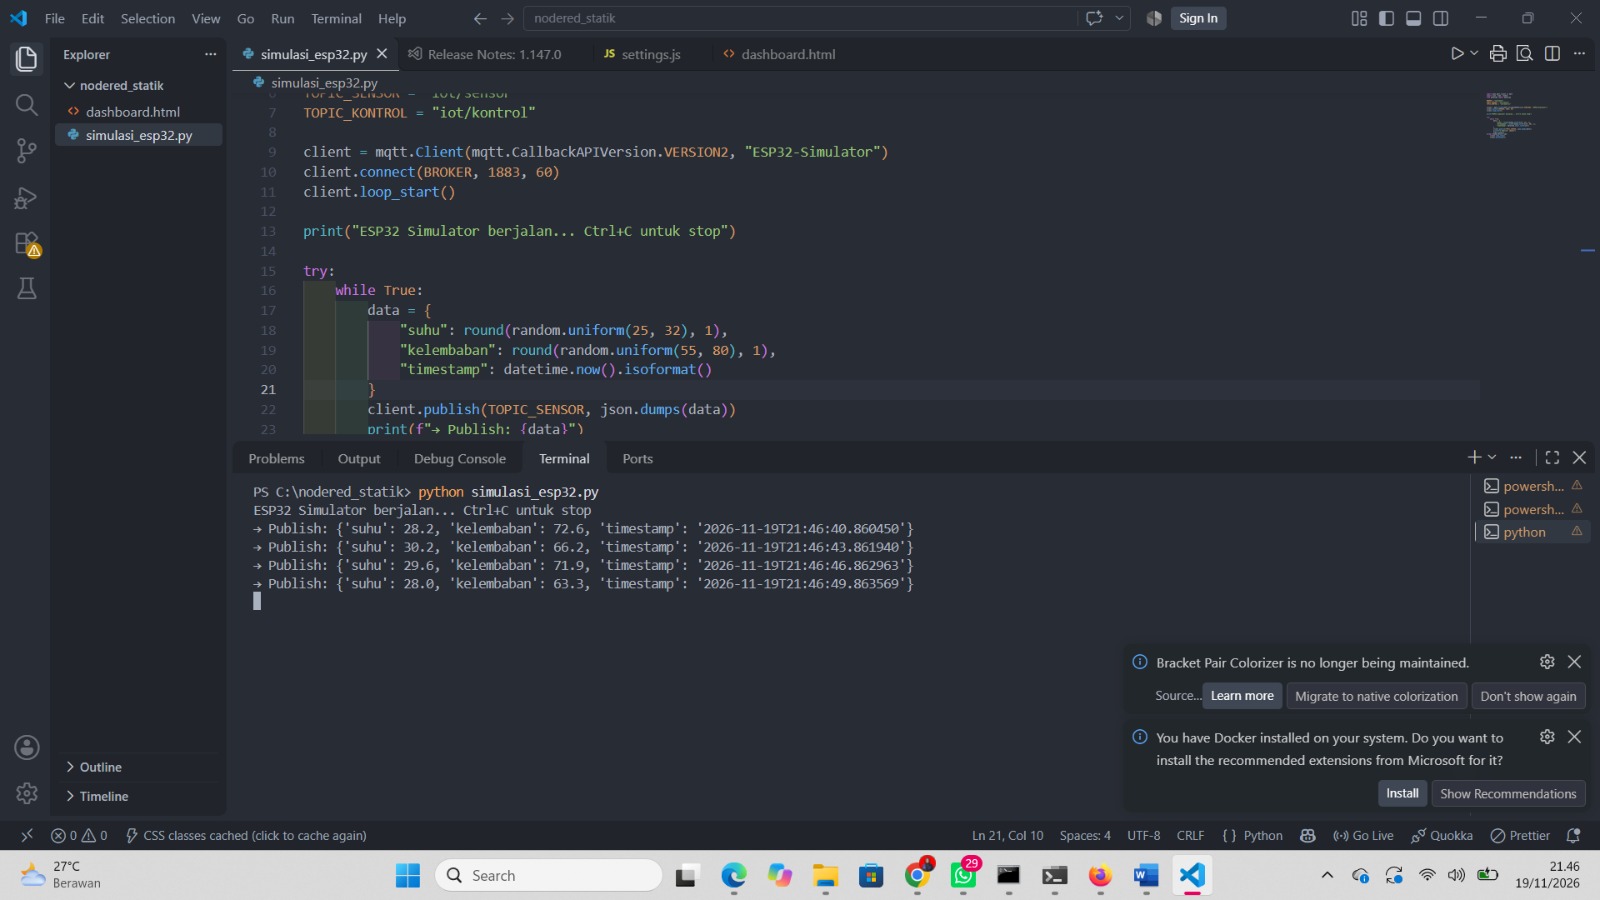 File Edit Selection View Go Run Terminal Help
nodered_statik
Sign In
Explorer
simulasi_esp32.py
Release Notes: 1.147.0
JS settings.js
<> dashboard.html
nodered_statik
<> dashboard.html
simulasi_esp32.py
simulasi_esp32.py
6 TOPIC_SENSOR = "iot/sensor"
7 TOPIC_KONTROL = "iot/kontrol"
8
9 client = mqtt.Client(mqtt.CallbackAPIVersion.VERSION2, "ESP32-Simulator")
10 client.connect(BROKER, 1883, 60)
11 client.loop_start()
12
13 print("ESP32 Simulator berjalan... Ctrl+C untuk stop")
14
15 try:
16 while True:
17 data = {
18 "suhu": round(random.uniform(25, 32), 1),
19 "kelembaban": round(random.uniform(55, 80), 1),
20 "timestamp": datetime.now().isoformat()
21 }
22 client.publish(TOPIC_SENSOR, json.dumps(data))
23 print(f"→ Publish: {data}")
Problems Output Debug Console Terminal Ports
PS C:\nodered_statik> python simulasi_esp32.py
ESP32 Simulator berjalan... Ctrl+C untuk stop
→ Publish: {'suhu': 28.2, 'kelembaban': 72.6, 'timestamp': '2026-11-19T21:46:40.860450'}
→ Publish: {'suhu': 30.2, 'kelembaban': 66.2, 'timestamp': '2026-11-19T21:46:43.861940'}
→ Publish: {'suhu': 29.6, 'kelembaban': 71.9, 'timestamp': '2026-11-19T21:46:46.862963'}
→ Publish: {'suhu': 28.0, 'kelembaban': 63.3, 'timestamp': '2026-11-19T21:46:49.863569'}
powersh...
powersh...
python
Bracket Pair Colorizer is no longer being maintained.
Source... Learn more Migrate to native colorization Don't show again
You have Docker installed on your system. Do you want to
install the recommended extensions from Microsoft for it?
Install Show Recommendations
Outline
Timeline
0 0 CSS classes cached (click to cache again)
Ln 21, Col 10 Spaces: 4 UTF-8 CRLF { } Python Go Live Quokka Prettier
27°C
Berawan
Search
29
21.46
19/11/2026